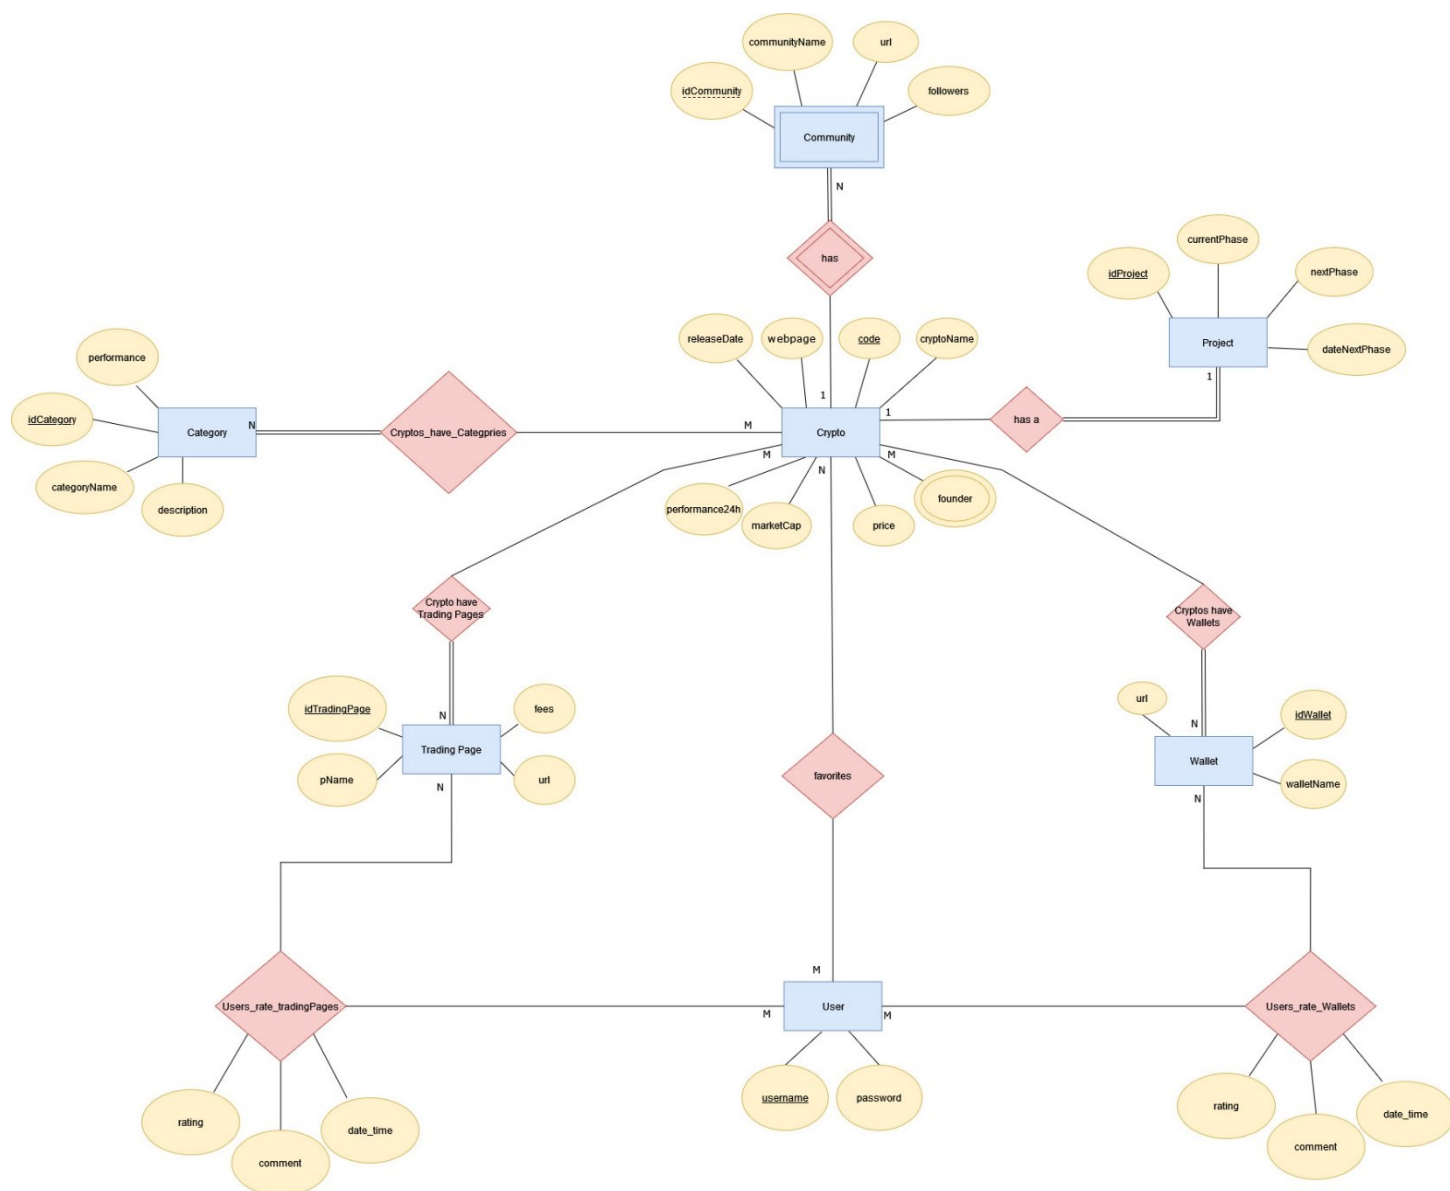 communityName
url
idCommunity
followers
Community
N
has
currentPhase
idProject
nextPhase
Project
dateNextPhase
1
releaseDate
webpage
code
cryptoName
performance
idCategory
Category
N
Cryptos_have_Categpries
M
1
Crypto
1
has a
categoryName
description
M
N
M
performance24h
marketCap
price
founder
Crypto have
Trading Pages
Cryptos have
Wallets
idTradingPage
fees
N
Trading Page
pName
url
N
favorites
url
idWallet
N
Wallet
walletName
N
M
Users_rate_tradingPages
M
User
M
Users_rate_Wallets
username
password
rating
comment
date_time
rating
comment
date_time